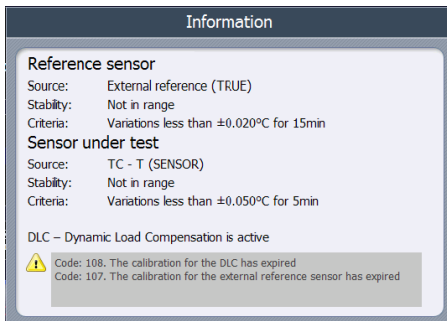 Information
Reference sensor
Source: External reference (TRUE)
Stability: Not in range
Criteria: Variations less than ±0.020ºC for 15min
Sensor under test
Source: TC - T (SENSOR)
Stability: Not in range
Criteria: Variations less than ±0.050ºC for 5min
DLC – Dynamic Load Compensation is active
Code: 108. The calibration for the DLC has expired
Code: 107. The calibration for the external reference sensor has expired